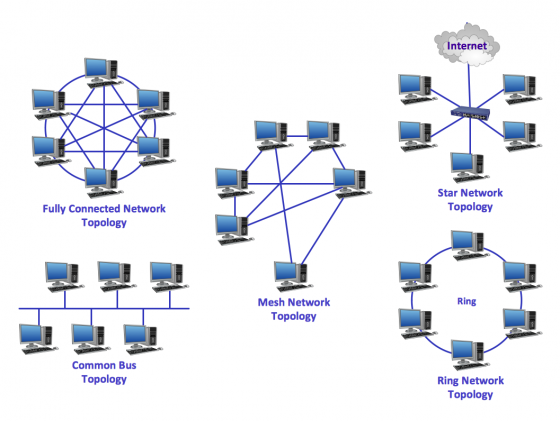 Internet
Fully Connected Network
Topology
Star Network
Topology
Mesh Network
Topology
Common Bus
Topology
Ring
Ring Network
Topology